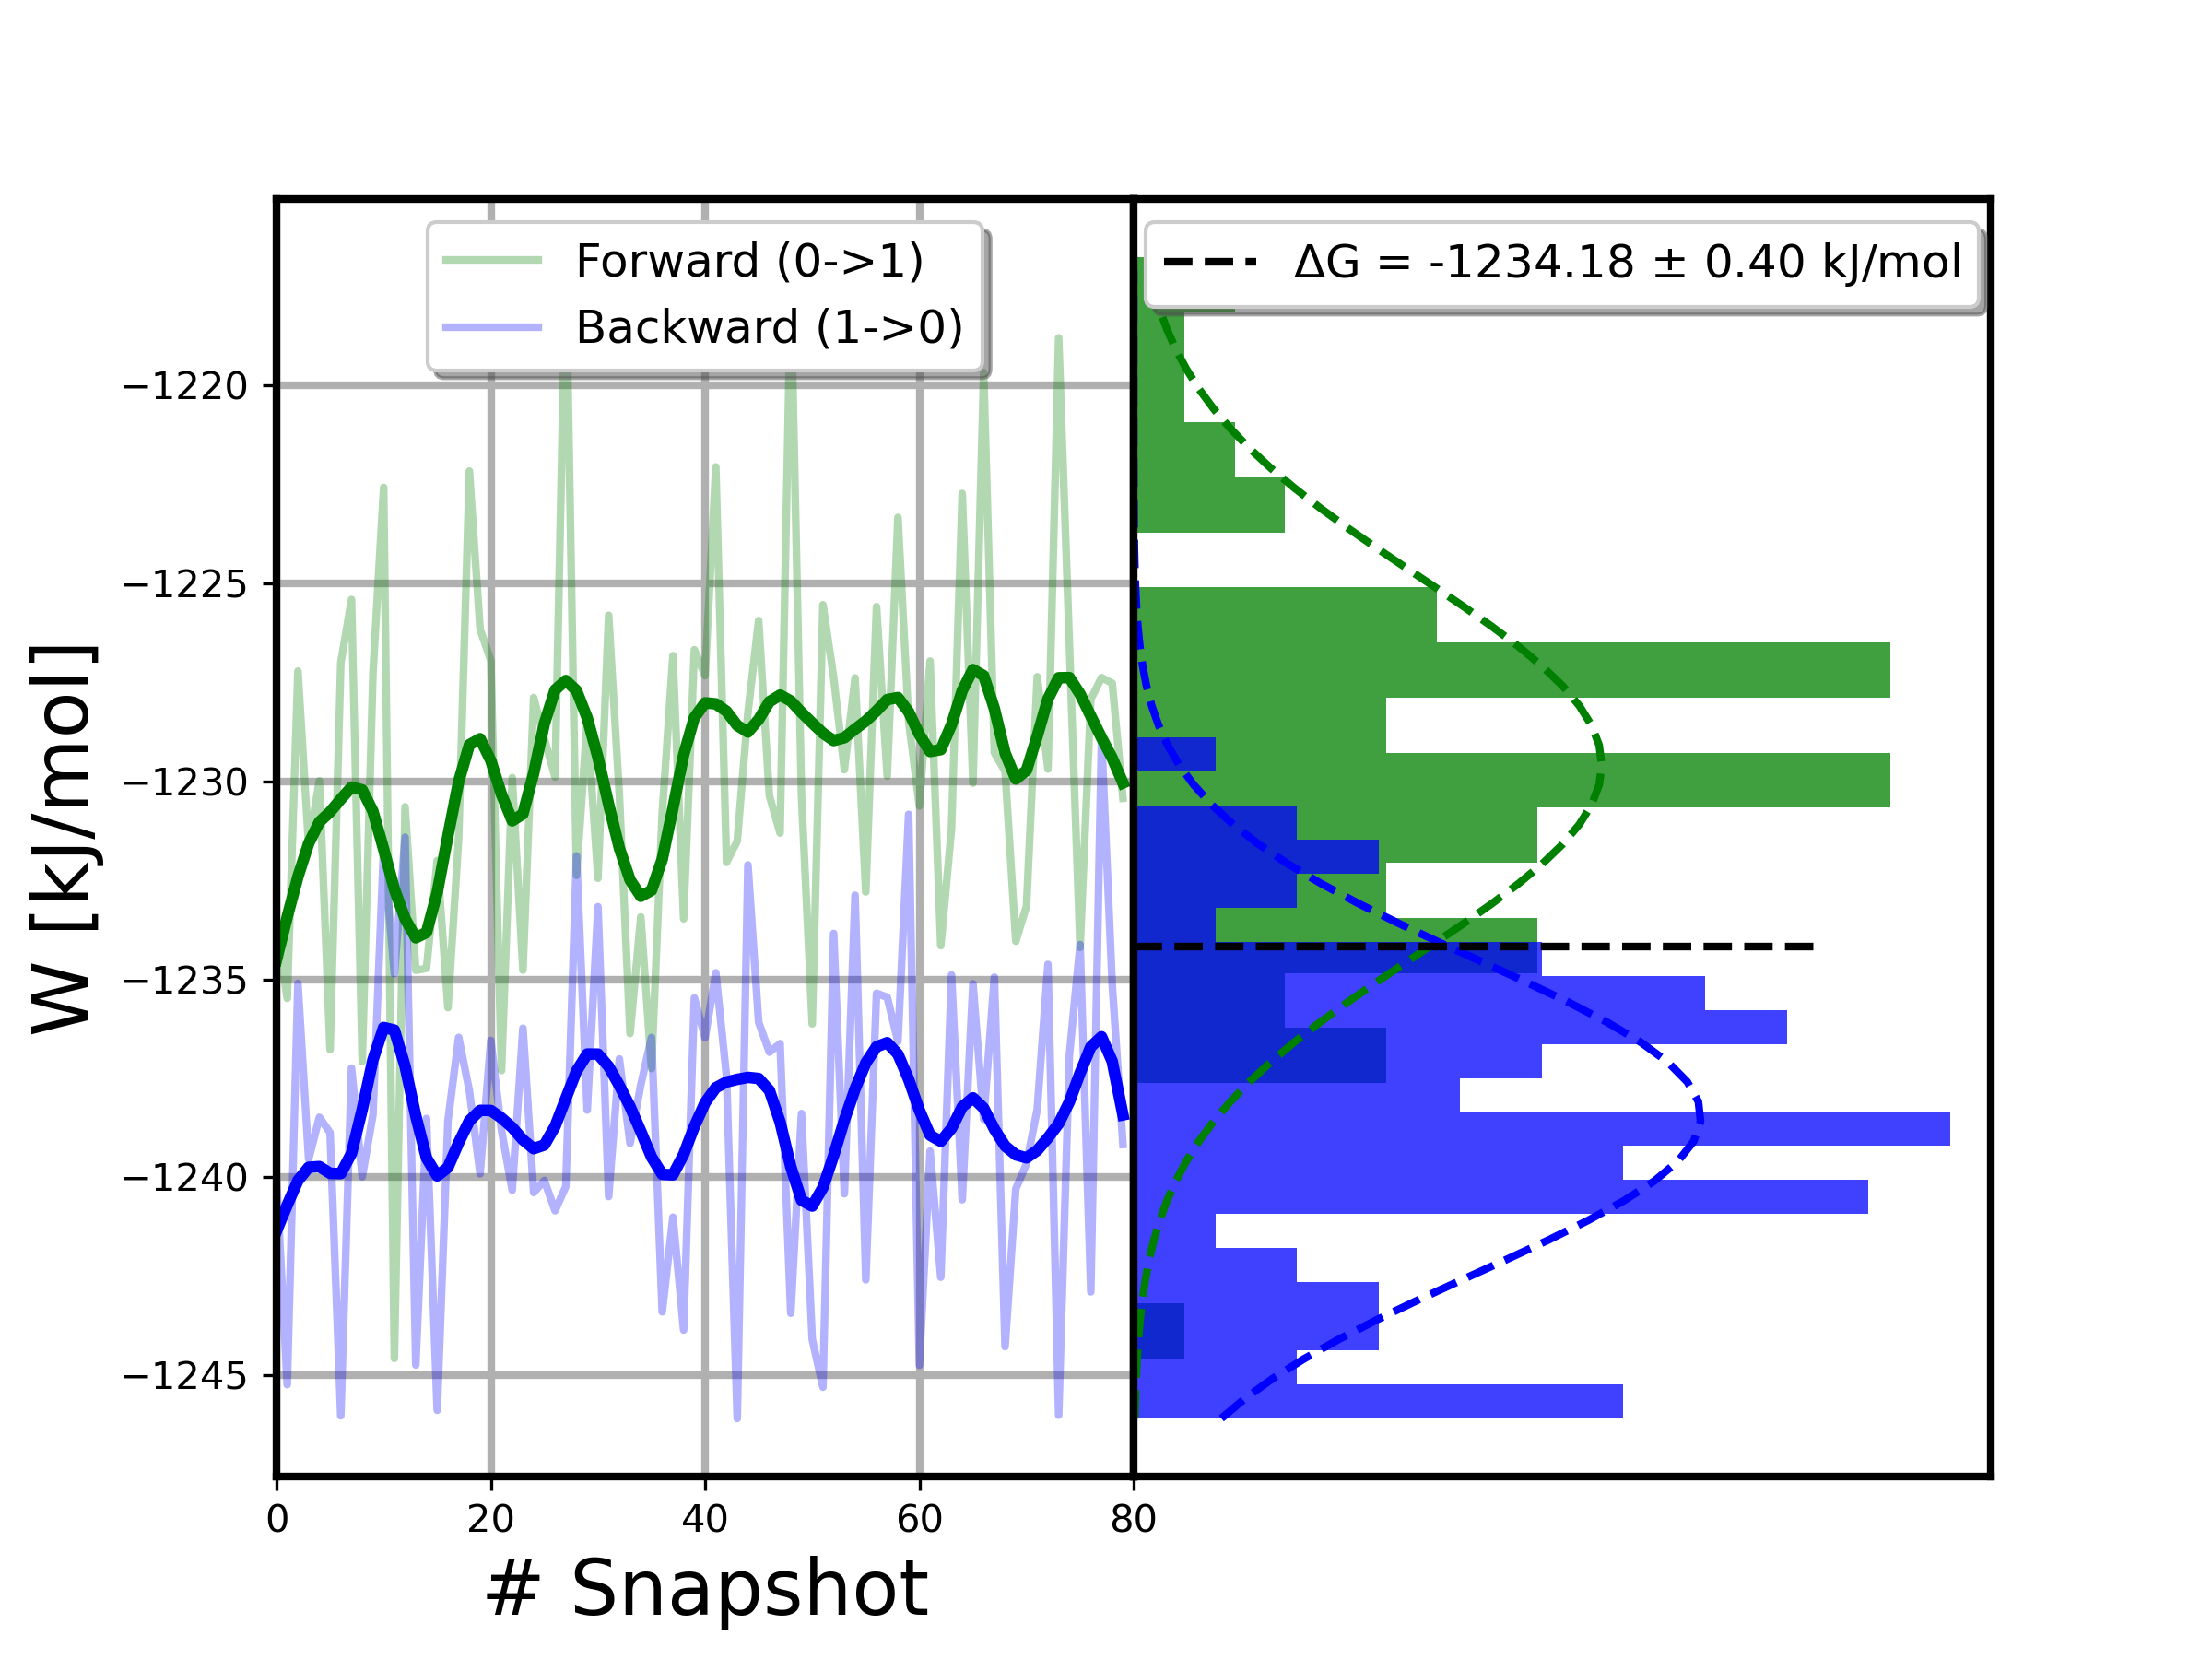 Forward (0->1)
Backward (1->0)
ΔG = -1234.18 ± 0.40 kJ/mol
W [kJ/mol]
−1220
−1225
−1230
−1235
−1240
−1245
0 20 40 60 80
# Snapshot